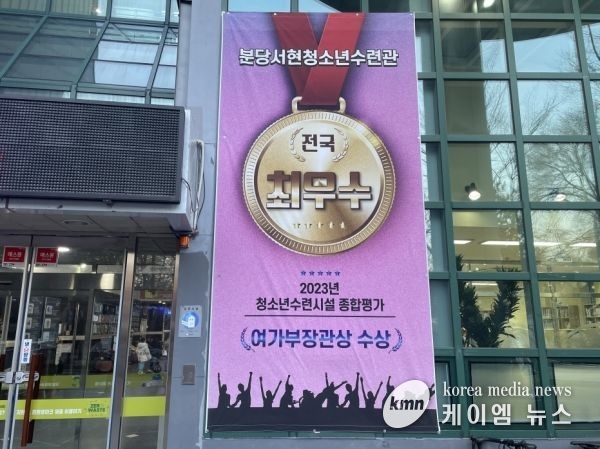 분당서현청소년수련관
전국
최우수
★★★★★
2023년
청소년수련시설 종합평가
여가부장관상 수상
kmn
korea media news
케이엠 뉴스